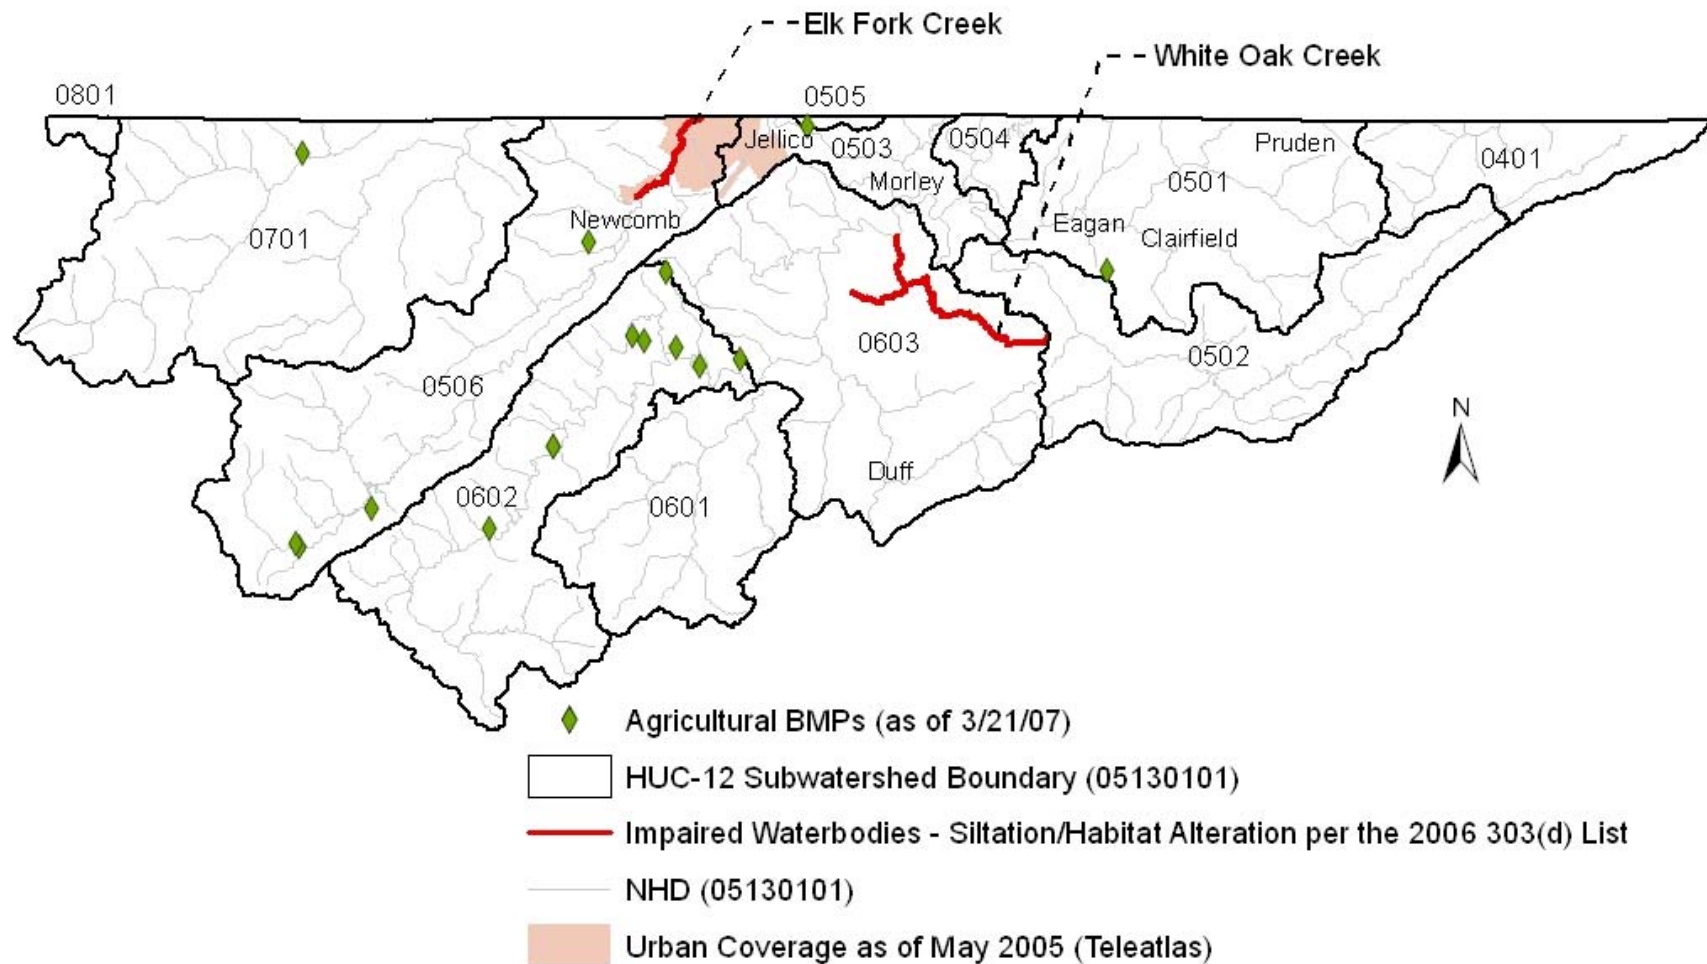 Elk Fork Creek
White Oak Creek
0801
0505
Jellico
0503
0504
Pruden
0501
0401
Morley
Newcomb
Eagan
Clairfield
0701
0603
0502
0506
N
Duff
0602
0601
Agricultural BMPs (as of 3/21/07)
HUC-12 Subwatershed Boundary (05130101)
Impaired Waterbodies - Siltation/Habitat Alteration per the 2006 303(d) List
NHD (05130101)
Urban Coverage as of May 2005 (Teleatlas)